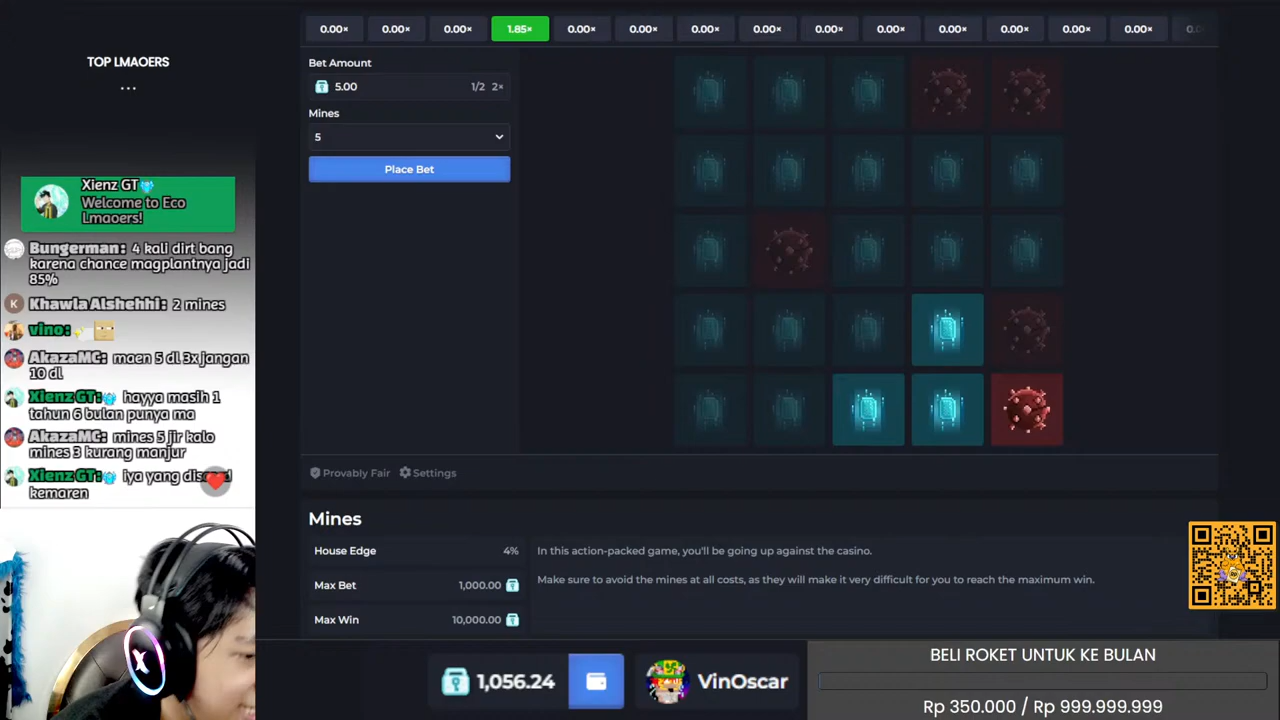 0.00×
0.00×
0.00×
1.85×
0.00×
0.00×
0.00×
0.00×
0.00×
0.00×
0.00×
0.00×
0.00×
0.00×
TOP LMAOERS
...
Bet Amount
5.00
1/2
2×
Mines
5
Place Bet
Xienz GT
Welcome to Eco
Lmaoers!
Bungerman: 4 kali dirt bang
karena chance magplantnya jadi
85%
K
Khawla Alshehhi: 2 mines
vino:
AkazaMC: maen 5 dl 3x jangan
10 dl
Xienz GT: hayya masih 1
tahun 6 bulan punya ma
AkazaMC: mines 5 jir kalo
mines 3 kurang manjur
Xienz GT: iya yang
kemaren
Provably Fair
Settings
Mines
House Edge
4%
Max Bet
1,000.00
Max Win
10,000.00
In this action-packed game, you'll be going up against the casino.
Make sure to avoid the mines at all costs, as they will make it very difficult for you to reach the maximum win.
X
1,056.24
VinOscar
BELI ROKET UNTUK KE BULAN
Rp 350.000 / Rp 999.999.999